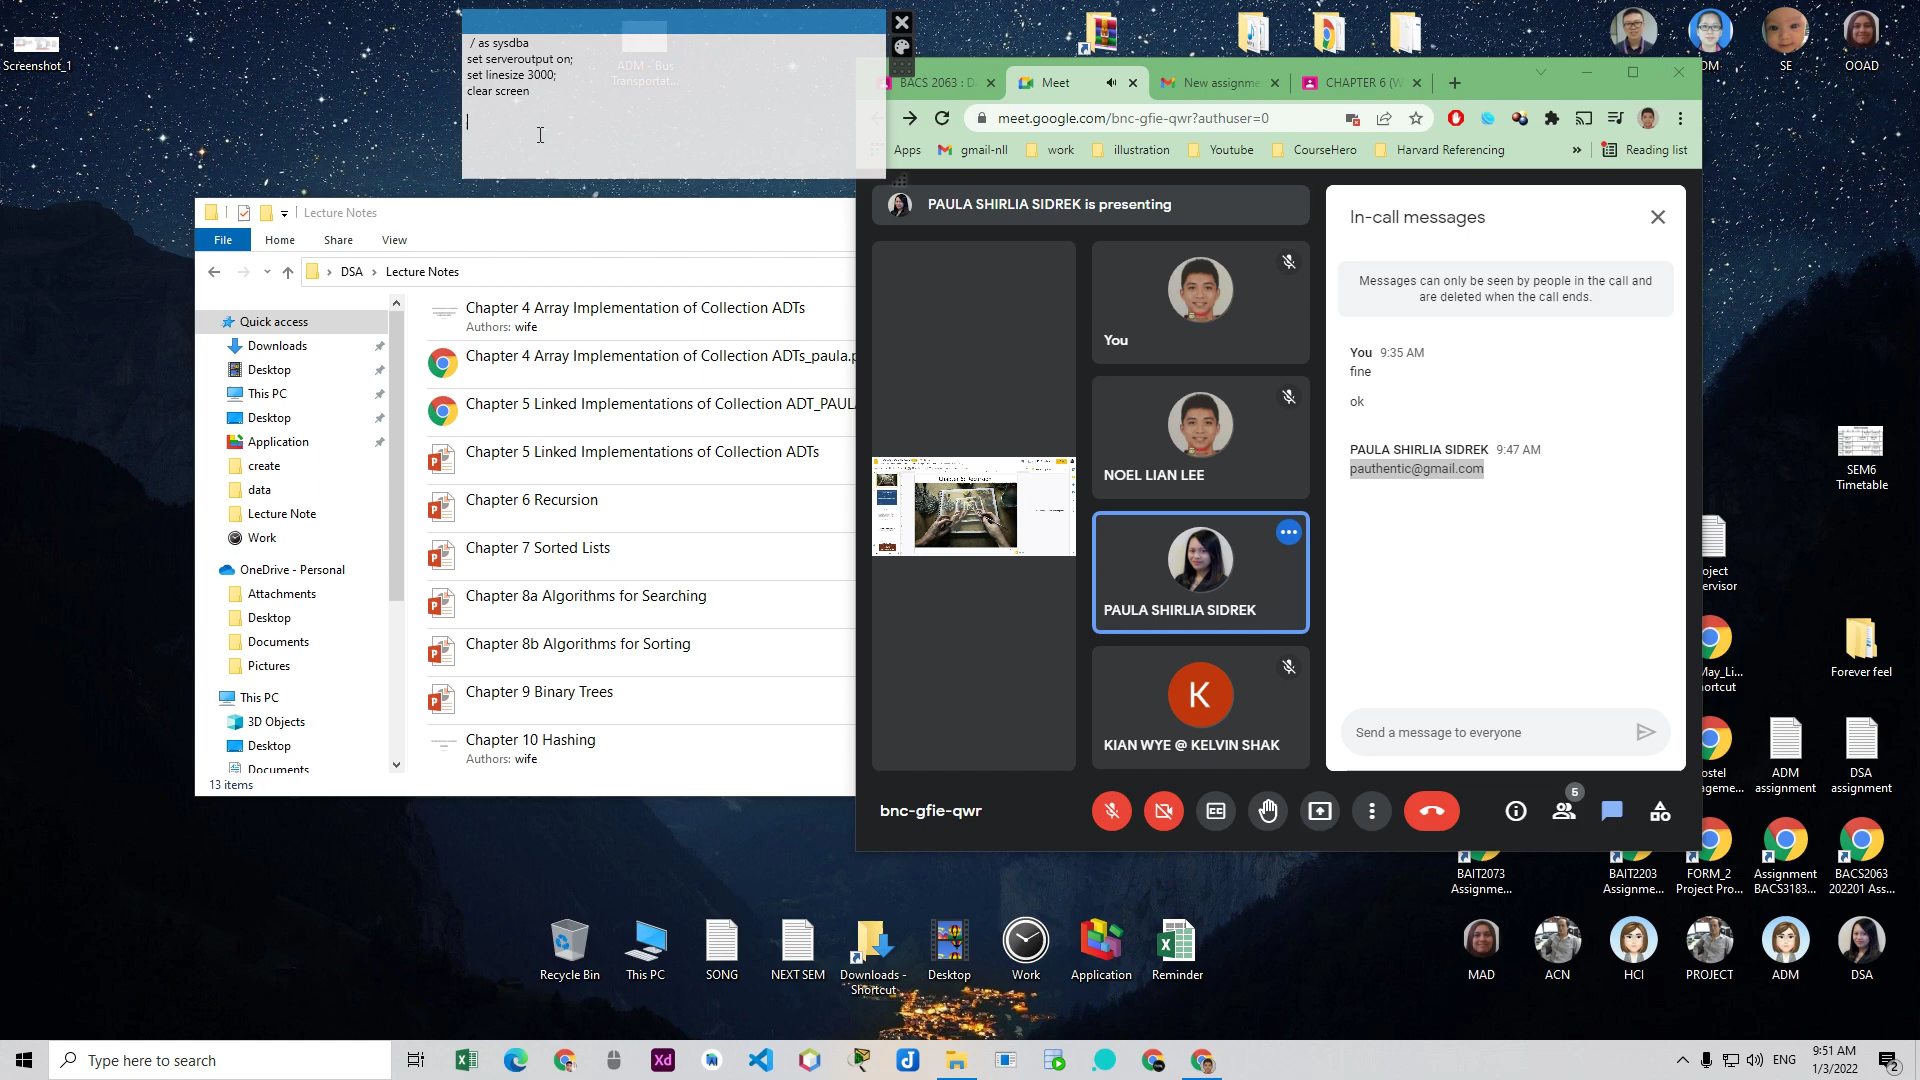 Screenshot_1
/ as sysdba
set serveroutput on;
set linesize 3000;
clear screen
ADM - Bus
Transportat...
SE
OOAD
BACS 2063 : D
Meet
New assignme
CHAPTER 6 (W
meet.google.com/bnc-gfie-qwr?authuser=0
Apps
gmail-nll
work
illustration
Youtube
CourseHero
Harvard Referencing
»
Reading list
PAULA SHIRLIA SIDREK is presenting
You
NOEL LIAN LEE
PAULA SHIRLIA SIDREK
K
KIAN WYE @ KELVIN SHAK
In-call messages
Messages can only be seen by people in the call and
are deleted when the call ends.
You 9:35 AM
fine
ok
PAULA SHIRLIA SIDREK 9:47 AM
pauthentic@gmail.com
Send a message to everyone
bnc-gfie-qwr
5
Lecture Notes
File
Home
Share
View
DSA
Lecture Notes
Quick access
Downloads
Desktop
This PC
Desktop
Application
create
data
Lecture Note
Work
OneDrive - Personal
Attachments
Desktop
Documents
Pictures
This PC
3D Objects
Desktop
Documents
13 items
Chapter 4 Array Implementation of Collection ADTs
Authors: wife
Chapter 4 Array Implementation of Collection ADTs_paula.p
Chapter 5 Linked Implementations of Collection ADT_PAUL
Chapter 5 Linked Implementations of Collection ADTs
Chapter 6 Recursion
Chapter 7 Sorted Lists
Chapter 8a Algorithms for Searching
Chapter 8b Algorithms for Sorting
Chapter 9 Binary Trees
Chapter 10 Hashing
Authors: wife
SEM6
Timetable
oject
ervisor
May_Li...
ortcut
Forever feel
ostel
ageme...
ADM
assignment
DSA
assignment
BAIT2073
Assignme...
BAIT2203
Assignme...
FORM_2
Project Pro...
Assignment
BACS3183...
BACS2063
202201 Ass...
Recycle Bin
This PC
SONG
NEXT SEM
Downloads -
Shortcut
Desktop
Work
Application
Reminder
MAD
ACN
HCI
PROJECT
ADM
DSA
Type here to search
Xd
ENG
9:51 AM
1/3/2022
2